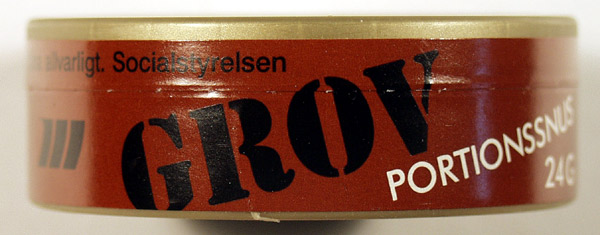 allvarligt. Socialstyrelsen
GROV
PORTIONSSNUS
24 G